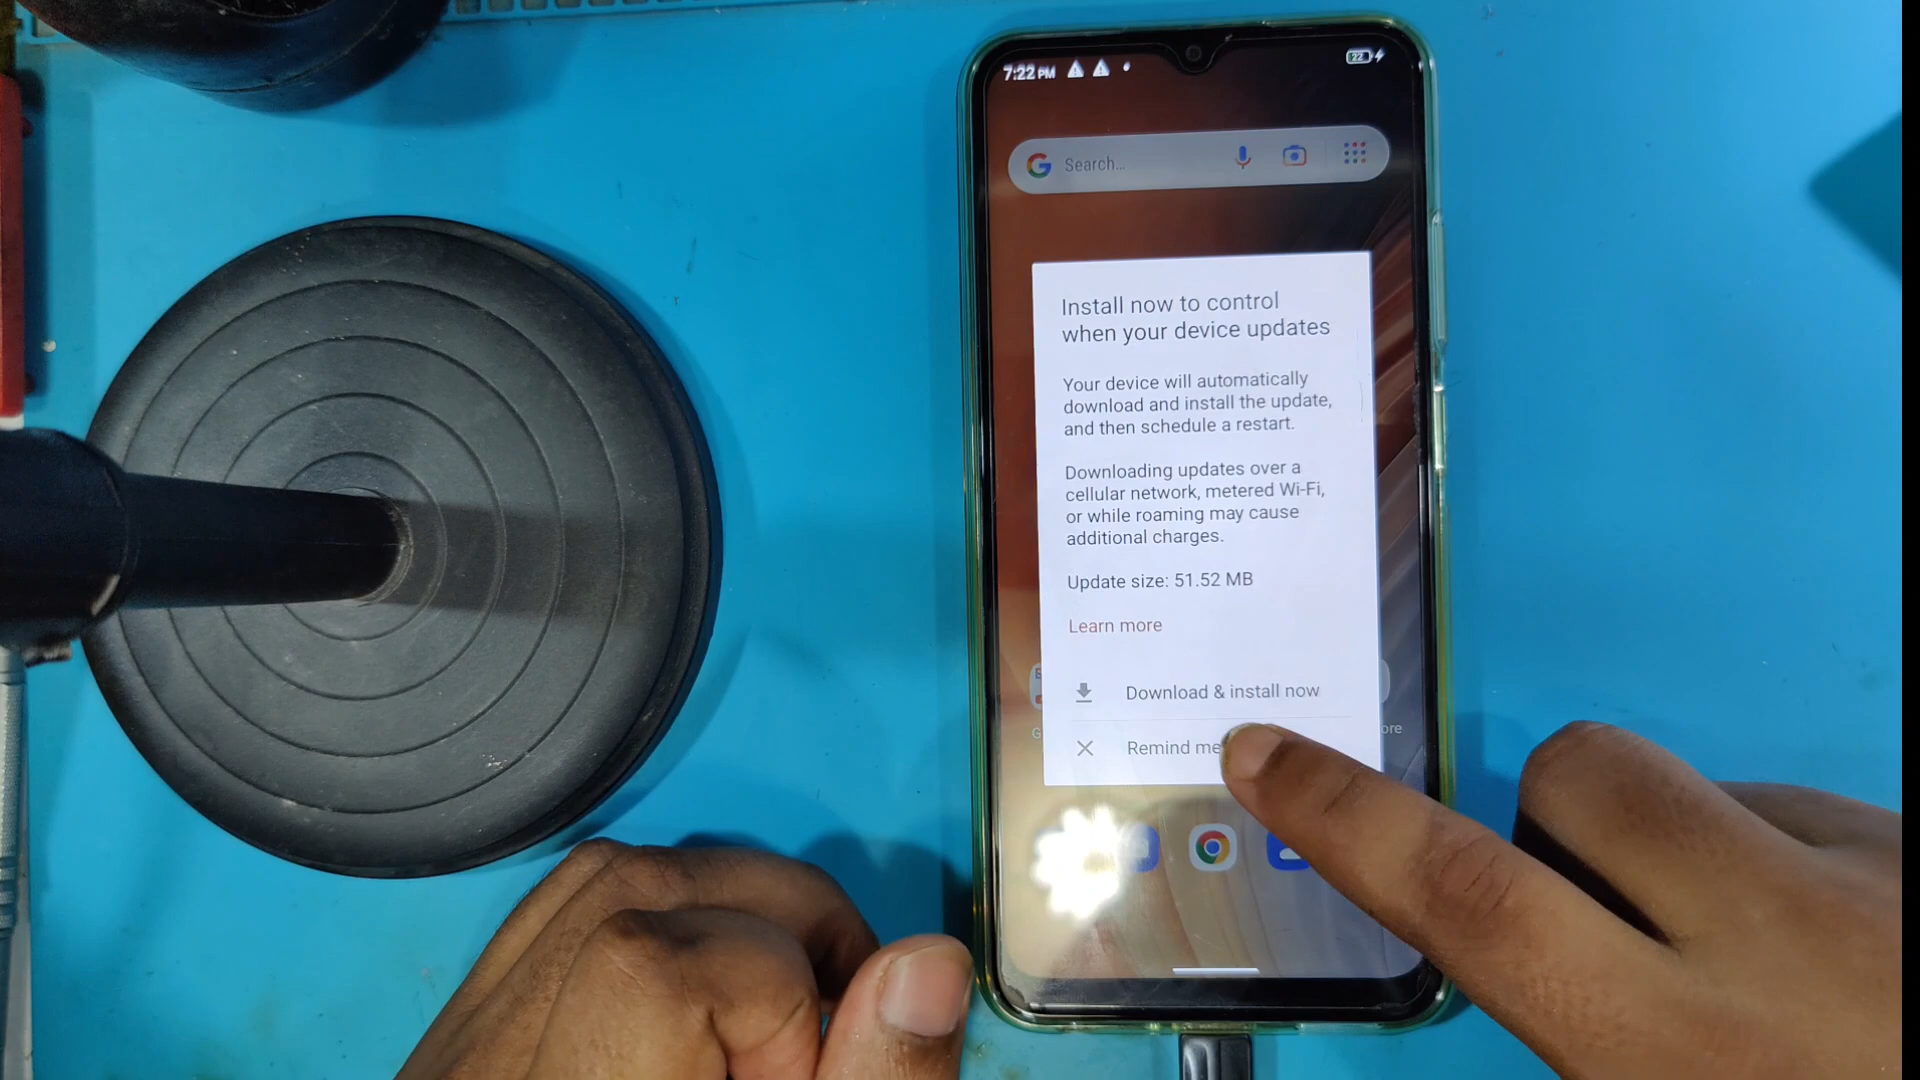 7:22 PM
22
Search...
Install now to control
when your device updates
Your device will automatically
download and install the update,
and then schedule a restart.
Downloading updates over a
cellular network, metered Wi-Fi,
or while roaming may cause
additional charges.
Update size: 51.52 MB
Learn more
Download & install now
Remind me